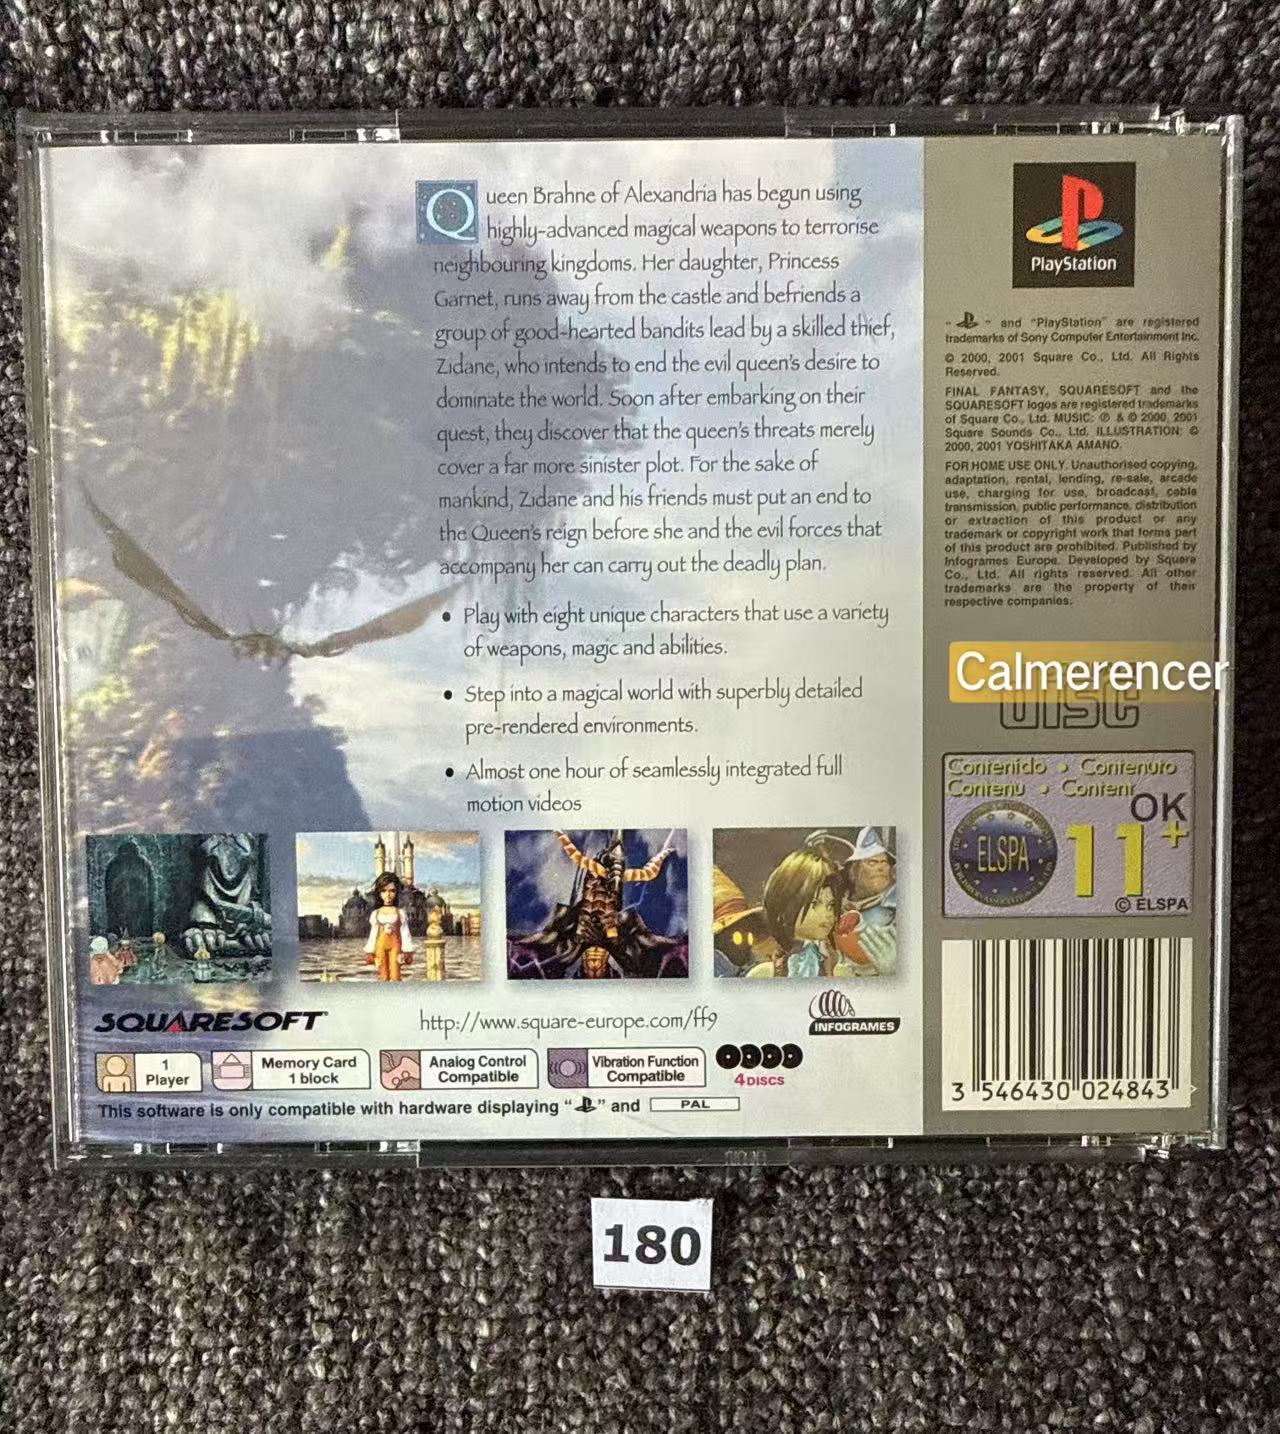 Queen Brahne of Alexandria has begun using
highly-advanced magical weapons to terrorise
neighbouring kingdoms. Her daughter, Princess
Garnet, runs away from the castle and befriends a
group of good-hearted bandits lead by a skilled thief,
Zidane, who intends to end the evil queen's desire to
dominate the world. Soon after embarking on their
quest, they discover that the queen's threats merely
cover a far more sinister plot. For the sake of
mankind, Zidane and his friends must put an end to
the Queen's reign before she and the evil forces that
accompany her can carry out the deadly plan.
• Play with eight unique characters that use a variety
of weapons, magic and abilities.
• Step into a magical world with superbly detailed
pre-rendered environments.
• Almost one hour of seamlessly integrated full
motion videos
SQUARESOFT
http://www.square-europe.com/ff9
INFOGRAMES
1
Player
Memory Card
1 block
Analog Control
Compatible
Vibration Function
Compatible
4 DISCS
This software is only compatible with hardware displaying " " and PAL
PlayStation
" " and "PlayStation" are registered
trademarks of Sony Computer Entertainment Inc.
© 2000, 2001 Square Co., Ltd. All Rights
Reserved.
FINAL FANTASY, SQUARESOFT and the
SQUARESOFT logos are registered trademarks
of Square Co., Ltd. MUSIC: ℗ & © 2000, 2001
Square Sounds Co., Ltd. ILLUSTRATION: ©
2000, 2001 YOSHITAKA AMANO.
FOR HOME USE ONLY. Unauthorised copying,
adaptation, rental, lending, re-sale, arcade
use, charging for use, broadcast, cable
transmission, public performance, distribution
or extraction of this product or any
trademark or copyright work that forms part
of this product are prohibited. Published by
Infogrames Europe. Developed by Square
Co., Ltd. All rights reserved. All other
trademarks are the property of their
respective companies.
Calmerencer
disc
Contenido • Contenuto
Contenu • Content
OK
ELSPA
11+
© ELSPA
3 546430 024843 >
180